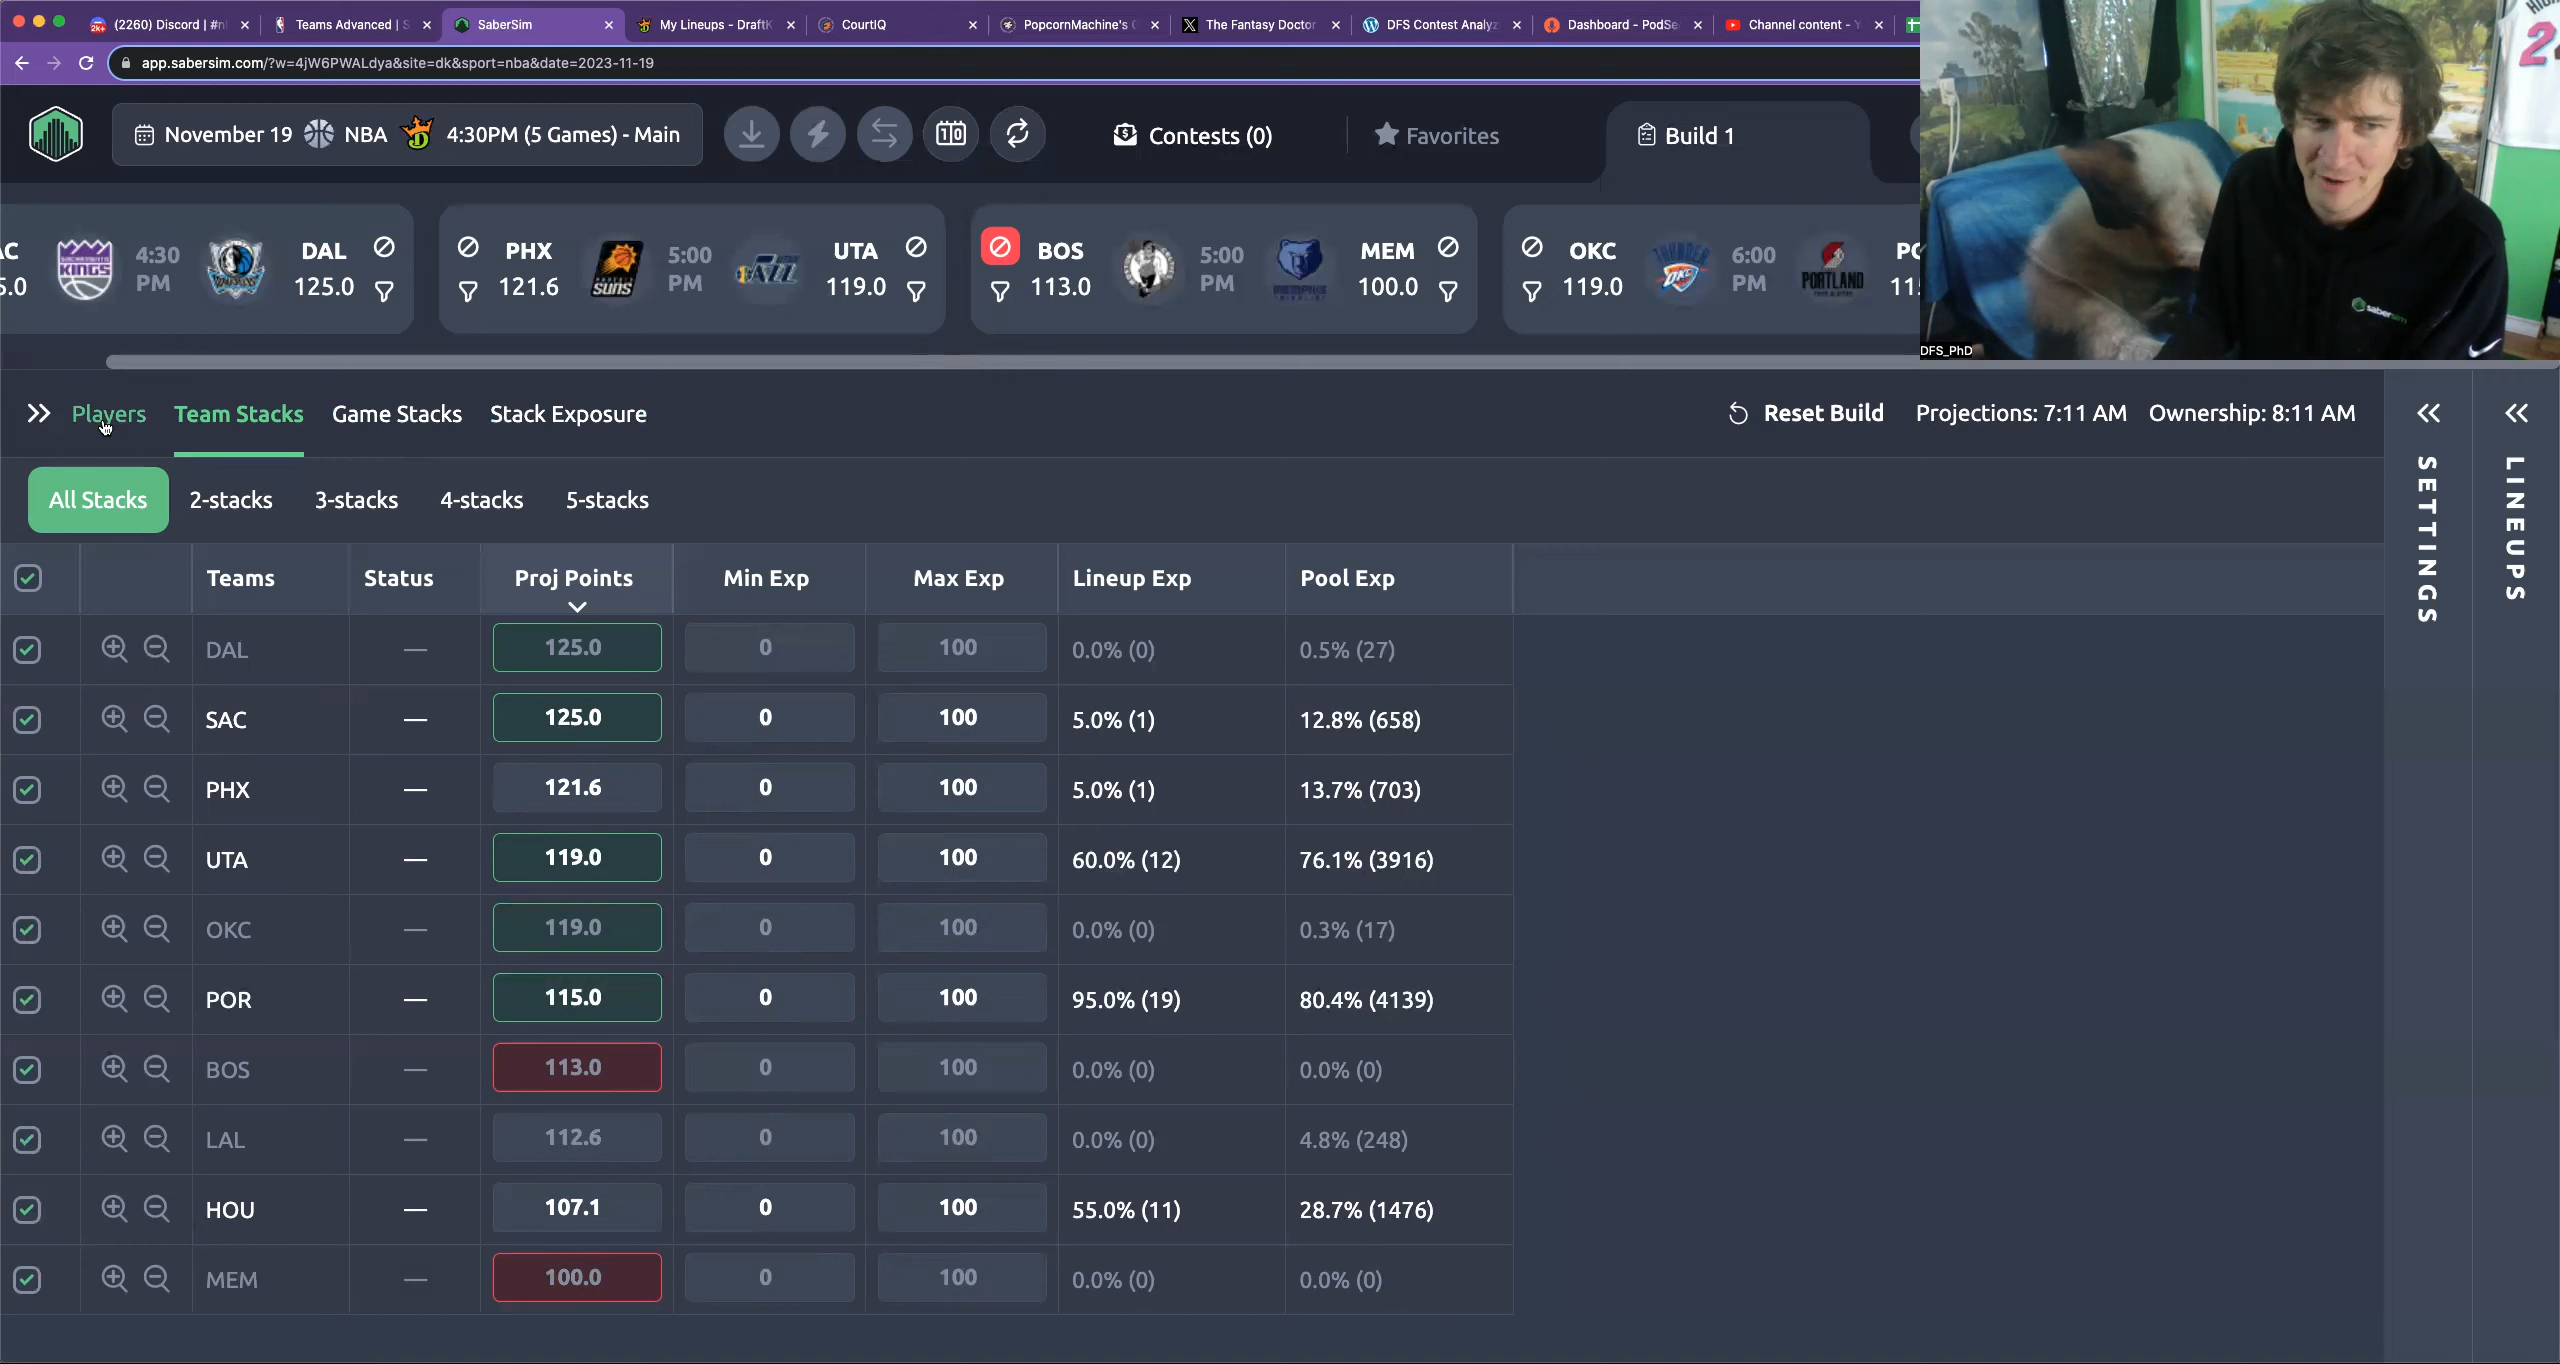 (2260) Discord | #n
Teams Advanced | S
SaberSim
My Lineups - DraftK
CourtIQ
PopcornMachine's
The Fantasy Doctor
DFS Contest Analyz
Dashboard - PodSe
Channel content - Y
app.sabersim.com/?w=4jW6PWALdya&site=dk&sport=nba&date=2023-11-19
November 19 NBA 4:30PM (5 Games) - Main
Contests (0)
Favorites
Build 1
AC 4:30 PM DAL
5.0 125.0
PHX 5:00 PM UTA
121.6 119.0
BOS 5:00 PM MEM
113.0 100.0
OKC 6:00 PM PO
119.0 11
SUNS
JAZZ
KINGS
PORTLAND
THUNDER
OKC
sabersim
DFS_PhD
Players Team Stacks Game Stacks Stack Exposure
Reset Build Projections: 7:11 AM Ownership: 8:11 AM
All Stacks 2-stacks 3-stacks 4-stacks 5-stacks
SETTINGS
LINEUPS
Teams Status Proj Points Min Exp Max Exp Lineup Exp Pool Exp
DAL — 125.0 0 100 0.0% (0) 0.5% (27)
SAC — 125.0 0 100 5.0% (1) 12.8% (658)
PHX — 121.6 0 100 5.0% (1) 13.7% (703)
UTA — 119.0 0 100 60.0% (12) 76.1% (3916)
OKC — 119.0 0 100 0.0% (0) 0.3% (17)
POR — 115.0 0 100 95.0% (19) 80.4% (4139)
BOS — 113.0 0 100 0.0% (0) 0.0% (0)
LAL — 112.6 0 100 0.0% (0) 4.8% (248)
HOU — 107.1 0 100 55.0% (11) 28.7% (1476)
MEM — 100.0 0 100 0.0% (0) 0.0% (0)